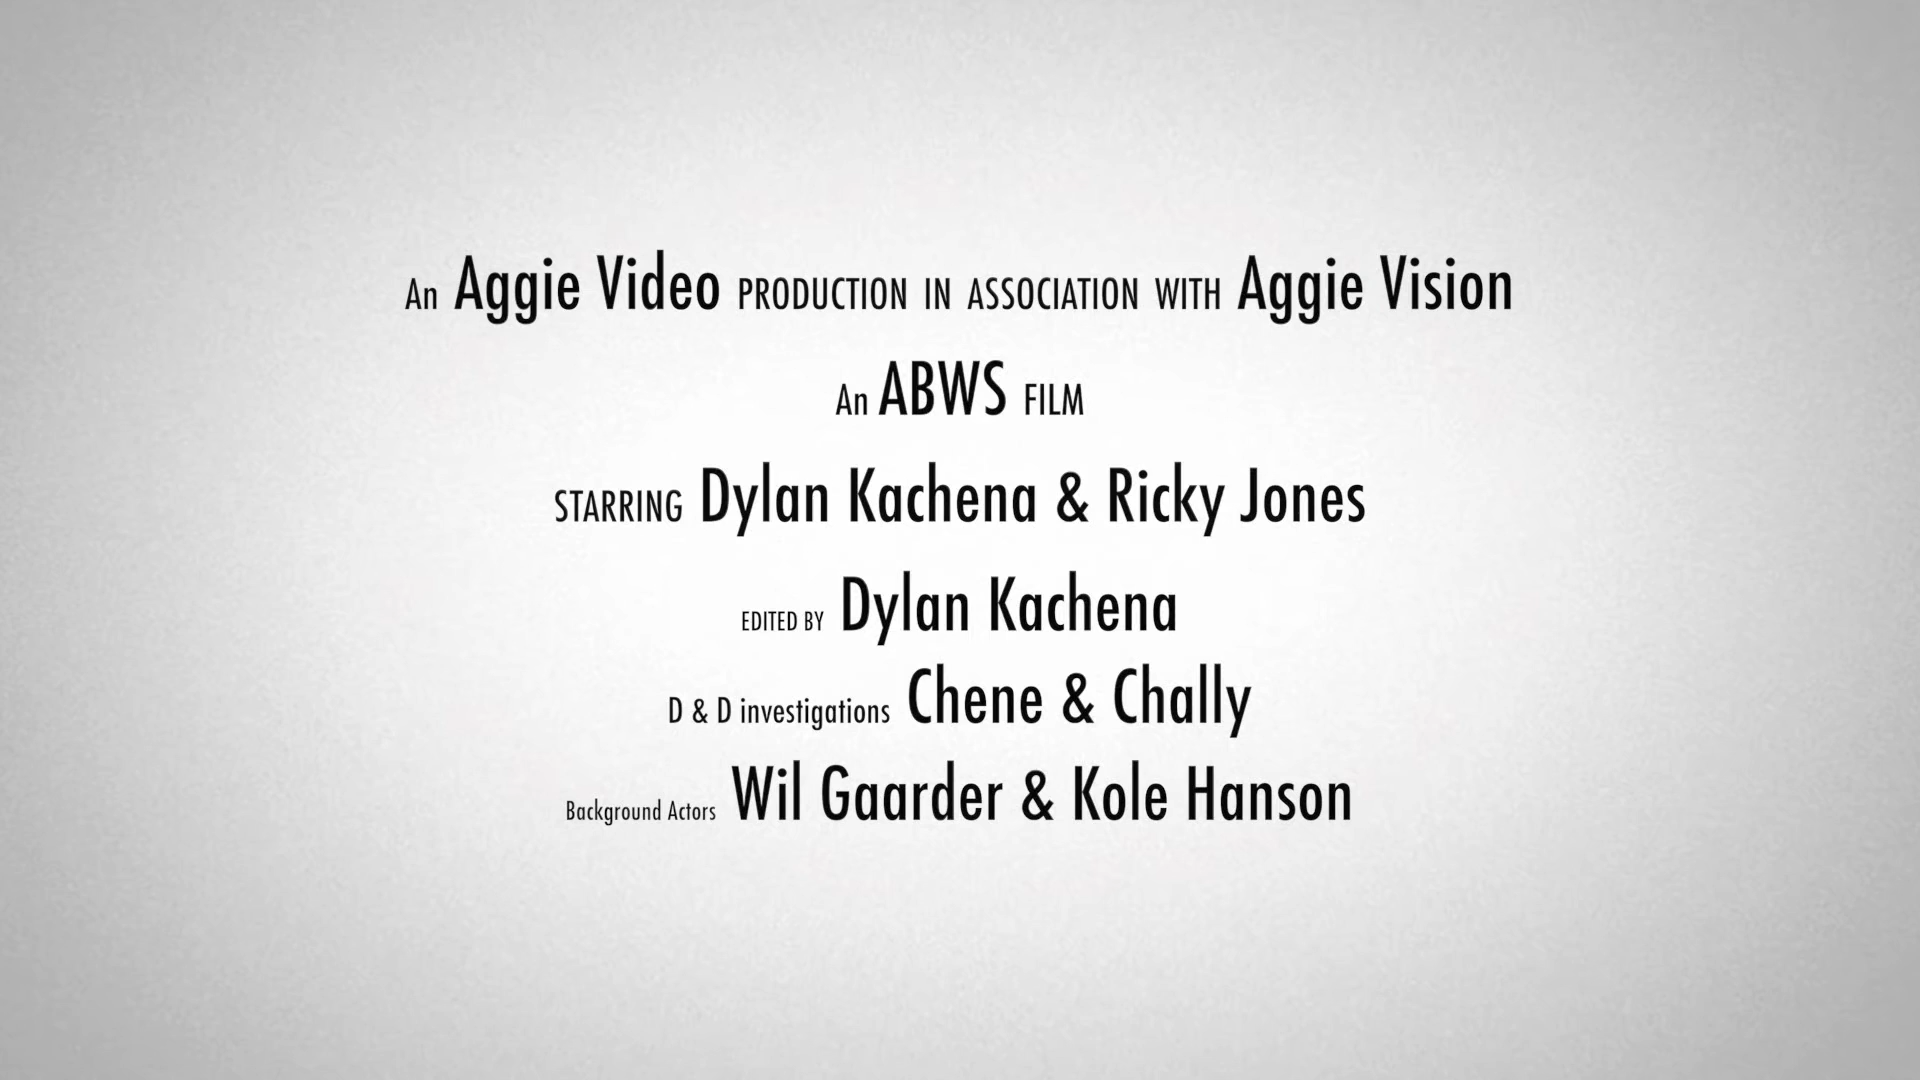 An Aggie Video PRODUCTION IN ASSOCIATION WITH Aggie Vision
An ABWS FILM
STARRING Dylan Kachena & Ricky Jones
EDITED BY Dylan Kachena
D & D investigations Chene & Chally
Background Actors Wil Gaarder & Kole Hanson